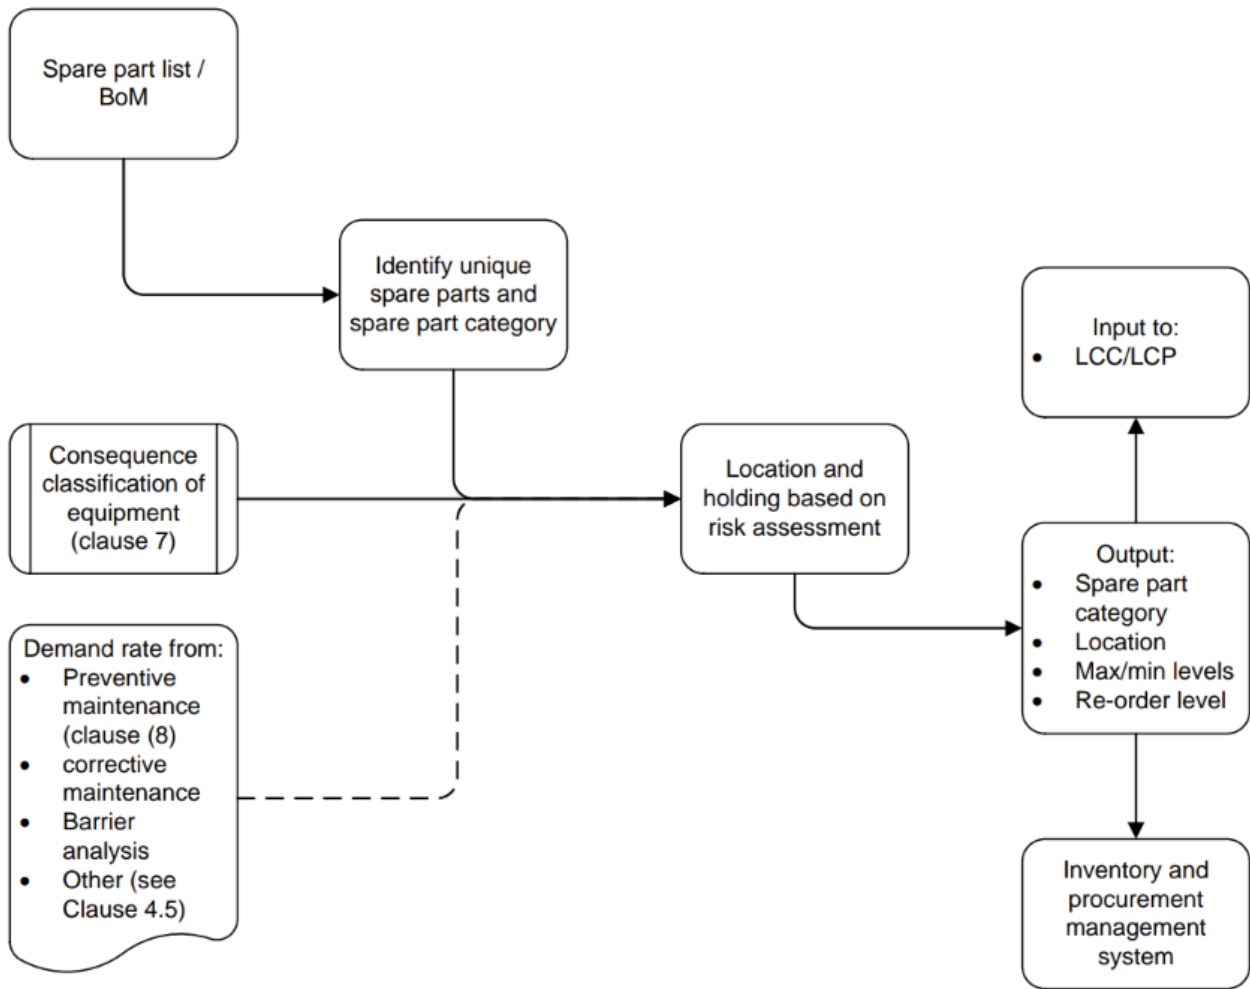 Spare part list /
BoM
Identify unique
spare parts and
spare part category
Consequence
classification of
equipment
(clause 7)
Demand rate from:
• Preventive
maintenance
(clause (8)
• corrective
maintenance
• Barrier
analysis
• Other (see
Clause 4.5)
Location and
holding based on
risk assessment
Input to:
• LCC/LCP
Output:
• Spare part
category
• Location
• Max/min levels
• Re-order level
Inventory and
procurement
management
system